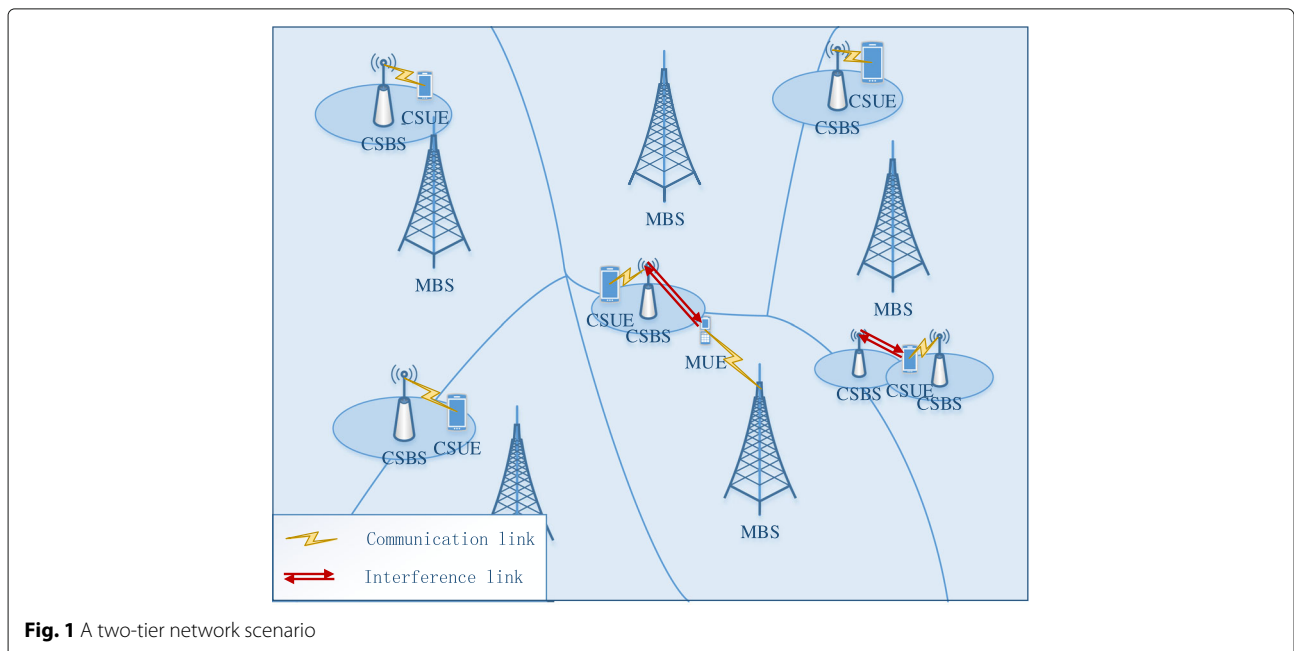 CSUE
CSBS
MBS
MBS
CSUE
CSBS
MBS
CSUE
CSBS
MUE
CSBS
CSUE
CSBS
CSUE
CSBS
MBS
Communication link
Interference link
Fig. 1 A two-tier network scenario